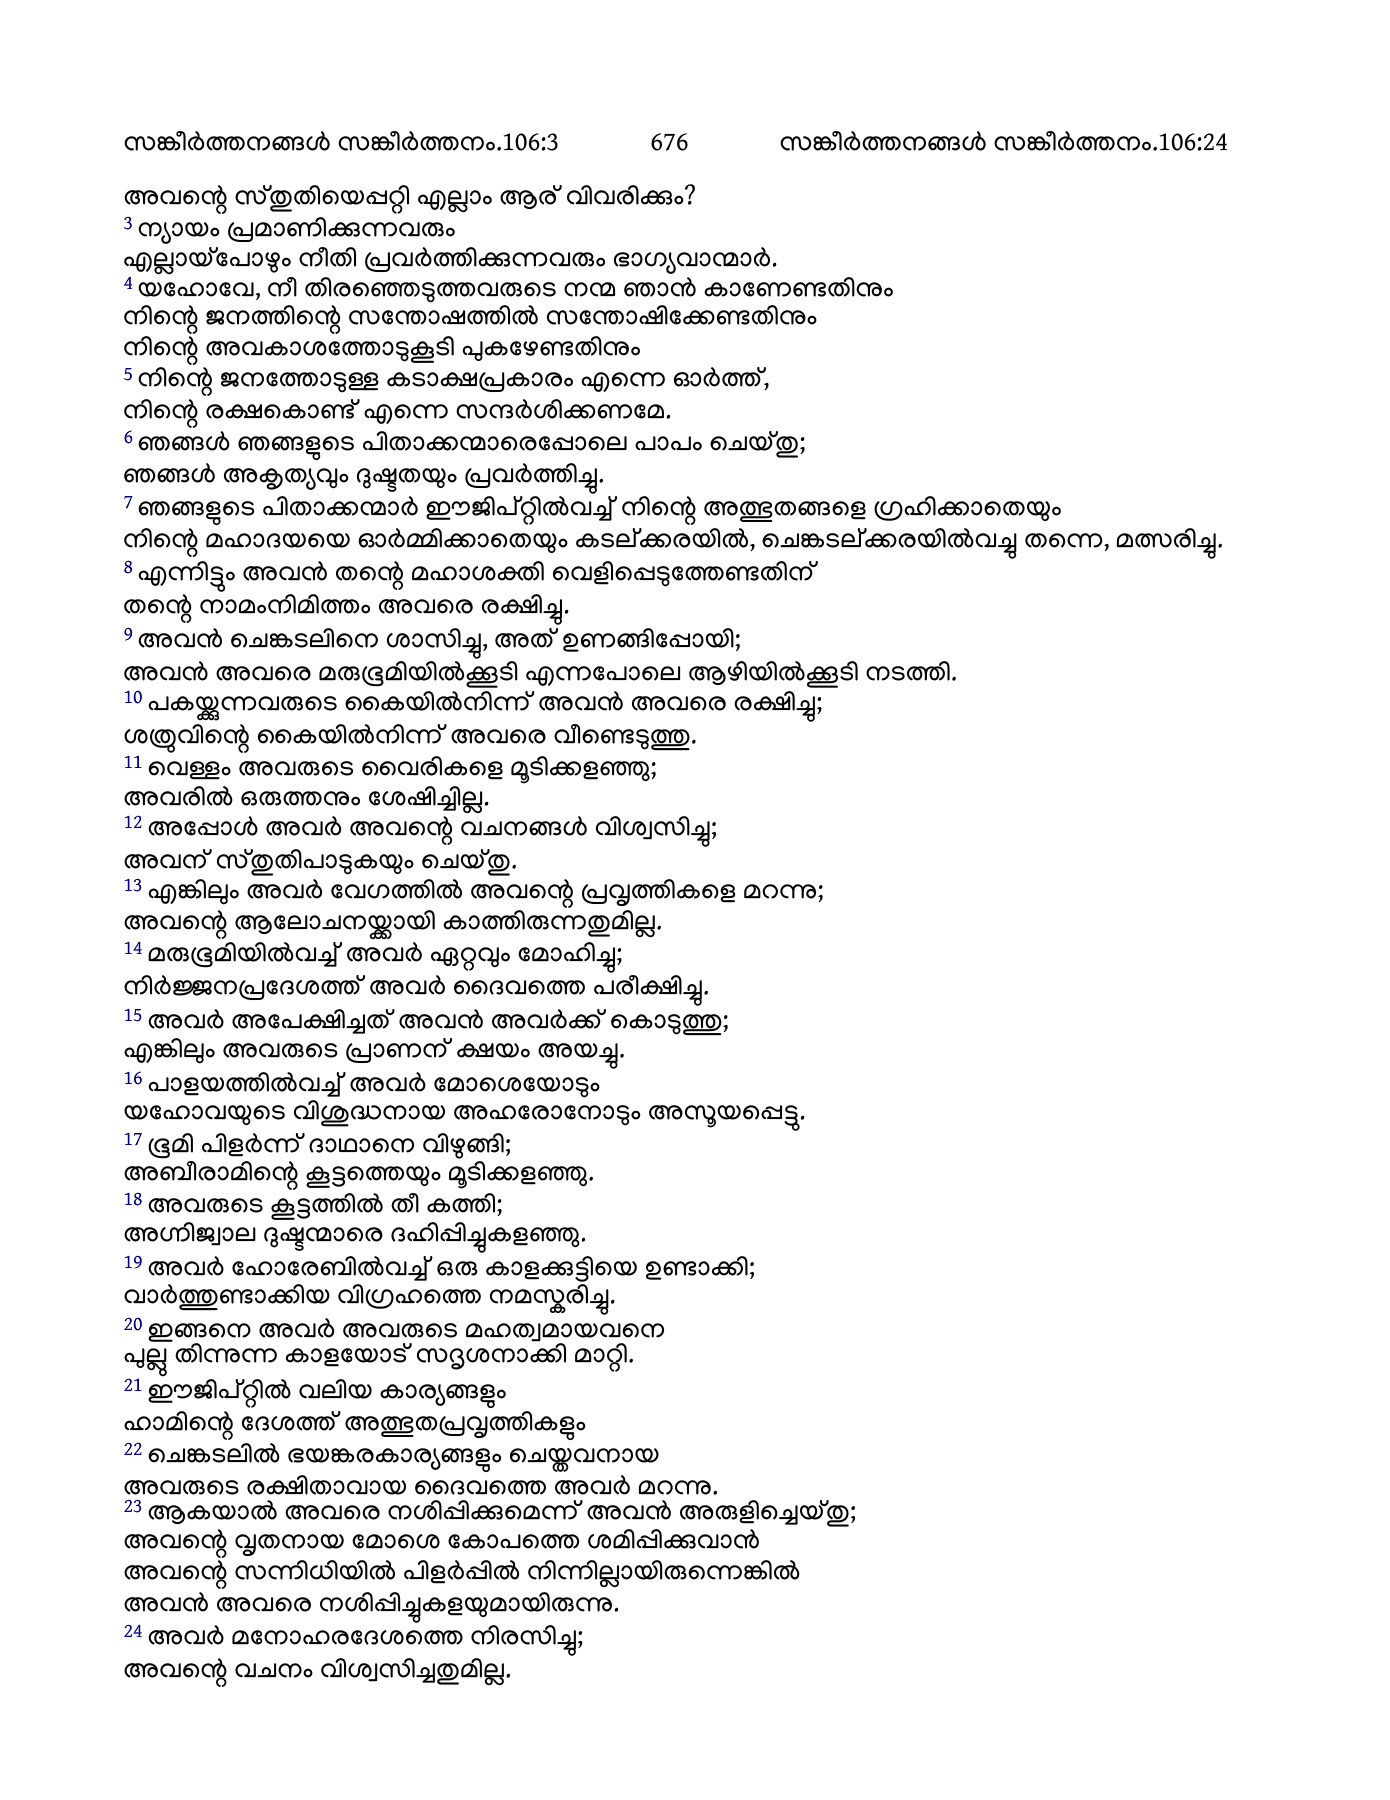 സങ്കീർത്തനങ്ങൾ സങ്കീർത്തനം.106:3 676 സങ്കീർത്തനങ്ങൾ സങ്കീർത്തനം.106:24
അവന്റെ സ്തുതിയെപ്പറ്റി എല്ലാം ആര് വിവരിക്കും?
3 ന്യായം പ്രമാണിക്കുന്നവരും
എല്ലായ്പോഴും നീതി പ്രവർത്തിക്കുന്നവരും ഭാഗ്യവാന്മാർ.
4 യഹോവേ, നീ തിരഞ്ഞെടുത്തവരുടെ നന്മ ഞാൻ കാണേണ്ടതിനും
നിന്റെ ജനത്തിന്റെ സന്തോഷത്തിൽ സന്തോഷിക്കേണ്ടതിനും
നിന്റെ അവകാശത്തോടുകൂടി പുകഴേണ്ടതിനും
5 നിന്റെ ജനത്തോടുള്ള കടാക്ഷപ്രകാരം എന്നെ ഓർത്ത്,
നിന്റെ രക്ഷകൊണ്ട് എന്നെ സന്ദർശിക്കണമേ.
6 ഞങ്ങൾ ഞങ്ങളുടെ പിതാക്കന്മാരെപ്പോലെ പാപം ചെയ്തു;
ഞങ്ങൾ അകൃത്യവും ദുഷ്ടതയും പ്രവർത്തിച്ചു.
7 ഞങ്ങളുടെ പിതാക്കന്മാർ ഈജിപ്റ്റിൽവച്ച് നിന്റെ അത്ഭുതങ്ങളെ ഗ്രഹിക്കാതെയും
നിന്റെ മഹാദയയെ ഓർമ്മിക്കാതെയും കടല്ക്കരയിൽ, ചെങ്കടല്ക്കരയിൽവച്ചു തന്നെ, മത്സരിച്ചു.
8 എന്നിട്ടും അവൻ തന്റെ മഹാശക്തി വെളിപ്പെടുത്തേണ്ടതിന്
തന്റെ നാമംനിമിത്തം അവരെ രക്ഷിച്ചു.
9 അവൻ ചെങ്കടലിനെ ശാസിച്ചു, അത് ഉണങ്ങിപ്പോയി;
അവൻ അവരെ മരുഭൂമിയിൽക്കൂടി എന്നപോലെ ആഴിയിൽക്കൂടി നടത്തി.
10 പകയ്ക്കുന്നവരുടെ കൈയിൽനിന്ന് അവൻ അവരെ രക്ഷിച്ചു;
ശത്രുവിന്റെ കൈയിൽനിന്ന് അവരെ വീണ്ടെടുത്തു.
11 വെള്ളം അവരുടെ വൈരികളെ മൂടിക്കളഞ്ഞു;
അവരിൽ ഒരുത്തനും ശേഷിച്ചില്ല.
12 അപ്പോൾ അവർ അവന്റെ വചനങ്ങൾ വിശ്വസിച്ചു;
അവന് സ്തുതിപാടുകയും ചെയ്തു.
13 എങ്കിലും അവർ വേഗത്തിൽ അവന്റെ പ്രവൃത്തികളെ മറന്നു;
അവന്റെ ആലോചനയ്ക്കായി കാത്തിരുന്നതുമില്ല.
14 മരുഭൂമിയിൽവച്ച് അവർ ഏറ്റവും മോഹിച്ചു;
നിർജ്ജനപ്രദേശത്ത് അവർ ദൈവത്തെ പരീക്ഷിച്ചു.
15 അവർ അപേക്ഷിച്ചത് അവൻ അവർക്ക് കൊടുത്തു;
എങ്കിലും അവരുടെ പ്രാണന് ക്ഷയം അയച്ചു.
16 പാളയത്തിൽവച്ച് അവർ മോശെയോടും
യഹോവയുടെ വിശുദ്ധനായ അഹരോനോടും അസൂയപ്പെട്ടു.
17 ഭൂമി പിളർന്ന് ദാഥാനെ വിഴുങ്ങി;
അബീരാമിന്റെ കൂട്ടത്തെയും മൂടിക്കളഞ്ഞു.
18 അവരുടെ കൂട്ടത്തിൽ തീ കത്തി;
അഗ്നിജ്വാല ദുഷ്ടന്മാരെ ദഹിപ്പിച്ചുകളഞ്ഞു.
19 അവർ ഹോരേബിൽവച്ച് ഒരു കാളക്കുട്ടിയെ ഉണ്ടാക്കി;
വാർത്തുണ്ടാക്കിയ വിഗ്രഹത്തെ നമസ്കരിച്ചു.
20 ഇങ്ങനെ അവർ അവരുടെ മഹത്വമായവനെ
പുല്ലു തിന്നുന്ന കാളയോട് സദൃശനാക്കി മാറ്റി.
21 ഈജിപ്റ്റിൽ വലിയ കാര്യങ്ങളും
ഹാമിന്റെ ദേശത്ത് അത്ഭുതപ്രവൃത്തികളും
22 ചെങ്കടലിൽ ഭയങ്കരകാര്യങ്ങളും ചെയ്തവനായ
അവരുടെ രക്ഷിതാവായ ദൈവത്തെ അവർ മറന്നു.
23 ആകയാൽ അവരെ നശിപ്പിക്കുമെന്ന് അവൻ അരുളിച്ചെയ്തു;
അവന്റെ വൃതനായ മോശെ കോപത്തെ ശമിപ്പിക്കുവാൻ
അവന്റെ സന്നിധിയിൽ പിളർപ്പിൽ നിന്നില്ലായിരുന്നെങ്കിൽ
അവൻ അവരെ നശിപ്പിച്ചുകളയുമായിരുന്നു.
24 അവർ മനോഹരദേശത്തെ നിരസിച്ചു;
അവന്റെ വചനം വിശ്വസിച്ചതുമില്ല.